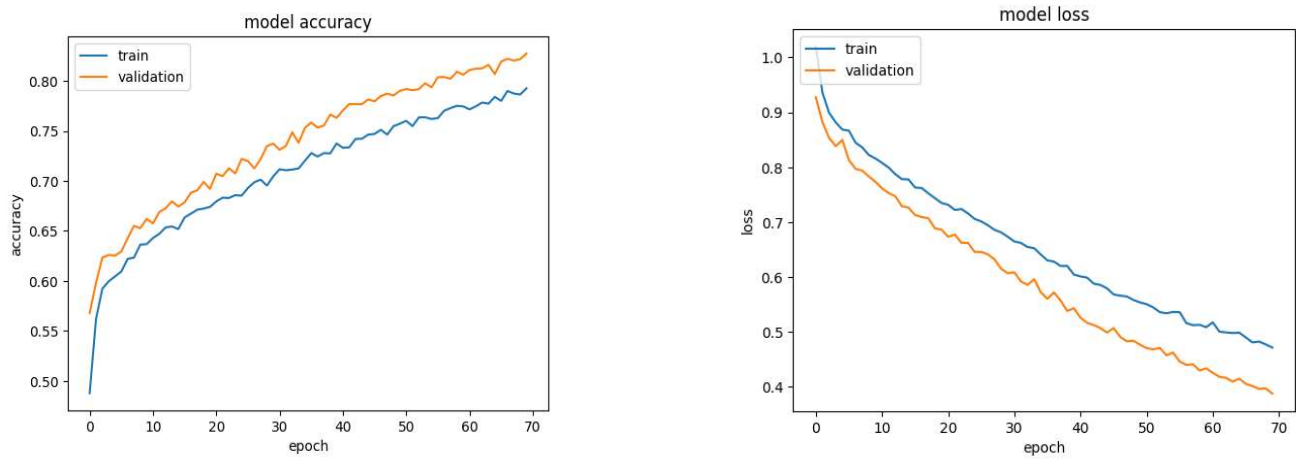 model accuracy
train
validation
0.80
0.75
0.70
0.65
0.60
0.55
0.50
accuracy
0 10 20 30 40 50 60 70
epoch
model loss
train
validation
1.0
0.9
0.8
0.7
0.6
0.5
0.4
loss
0 10 20 30 40 50 60 70
epoch